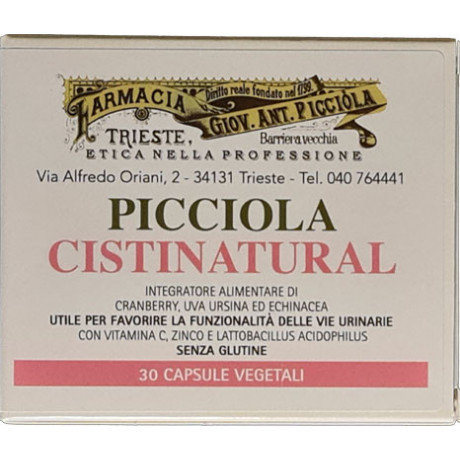 Diritto reale fondato nel 1799
FARMACIA GIOV. ANT. PICCIÒLA
TRIESTE, Barriera vecchia
ETICA NELLA PROFESSIONE
Via Alfredo Oriani, 2 - 34131 Trieste - Tel. 040 764441
PICCIOLA
CISTINATURAL
INTEGRATORE ALIMENTARE DI
CRANBERRY, UVA URSINA ED ECHINACEA
UTILE PER FAVORIRE LA FUNZIONALITÀ DELLE VIE URINARIE
CON VITAMINA C, ZINCO E LATTOBACILLUS ACIDOPHILUS
SENZA GLUTINE
30 CAPSULE VEGETALI